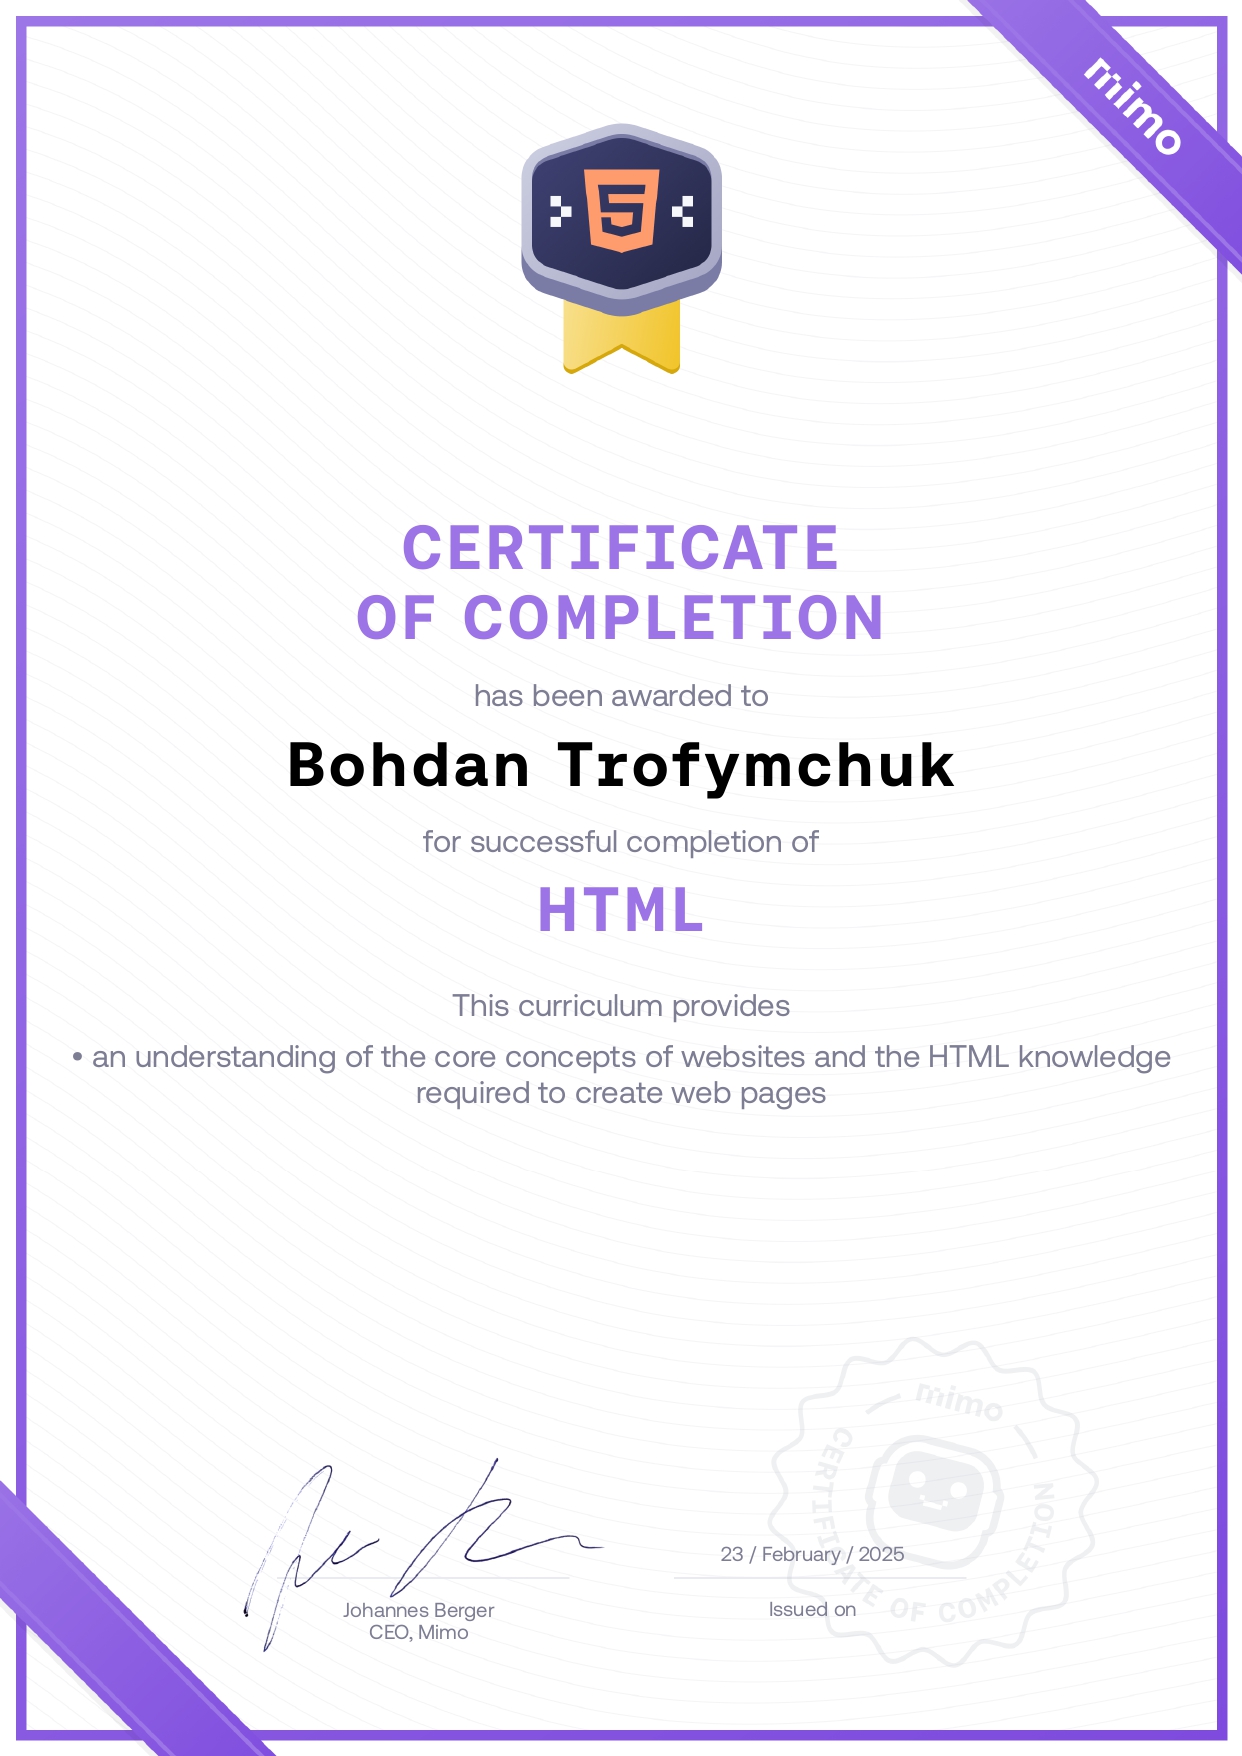 mimo
CERTIFICATE
OF COMPLETION
has been awarded to
Bohdan Trofymchuk
for successful completion of
HTML
This curriculum provides
• an understanding of the core concepts of websites and the HTML knowledge
required to create web pages
mimo
CERTIFICATE OF COMPLETION
23 / February / 2025
Johannes Berger
CEO, Mimo
Issued on